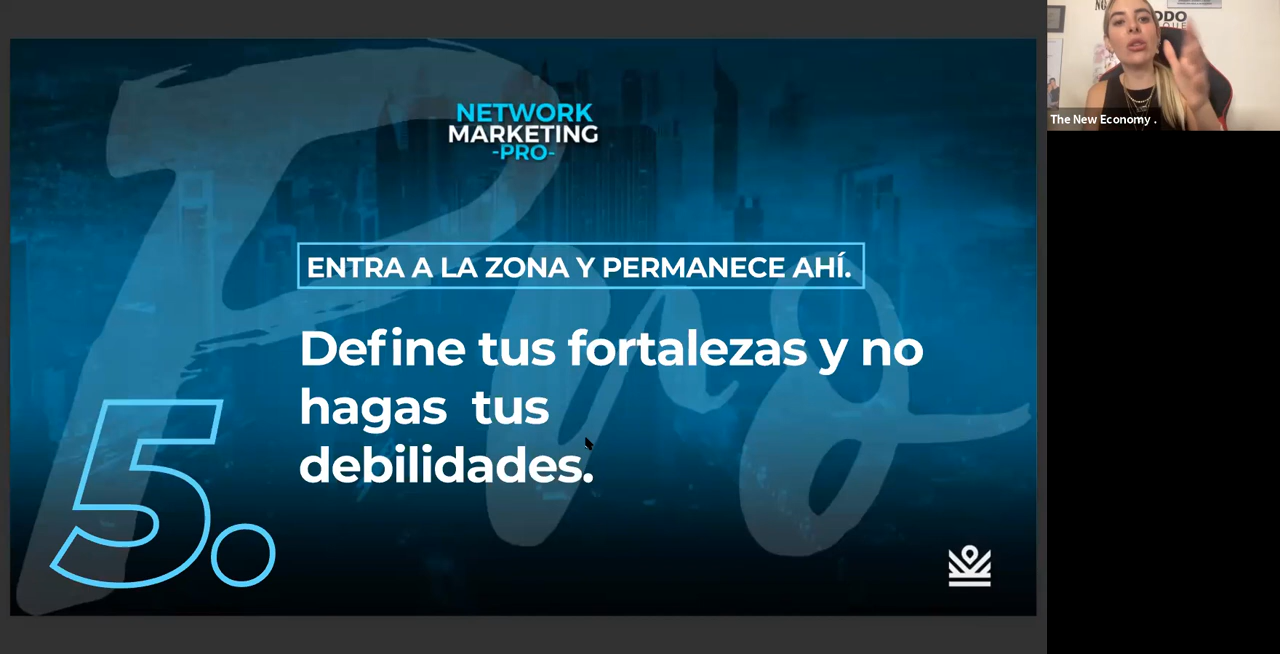 NETWORK
MARKETING
-PRO-
ENTRA A LA ZONA Y PERMANECE AHÍ.
Define tus fortalezas y no
hagas tus
debilidades.
5.
Pro
The New Economy .